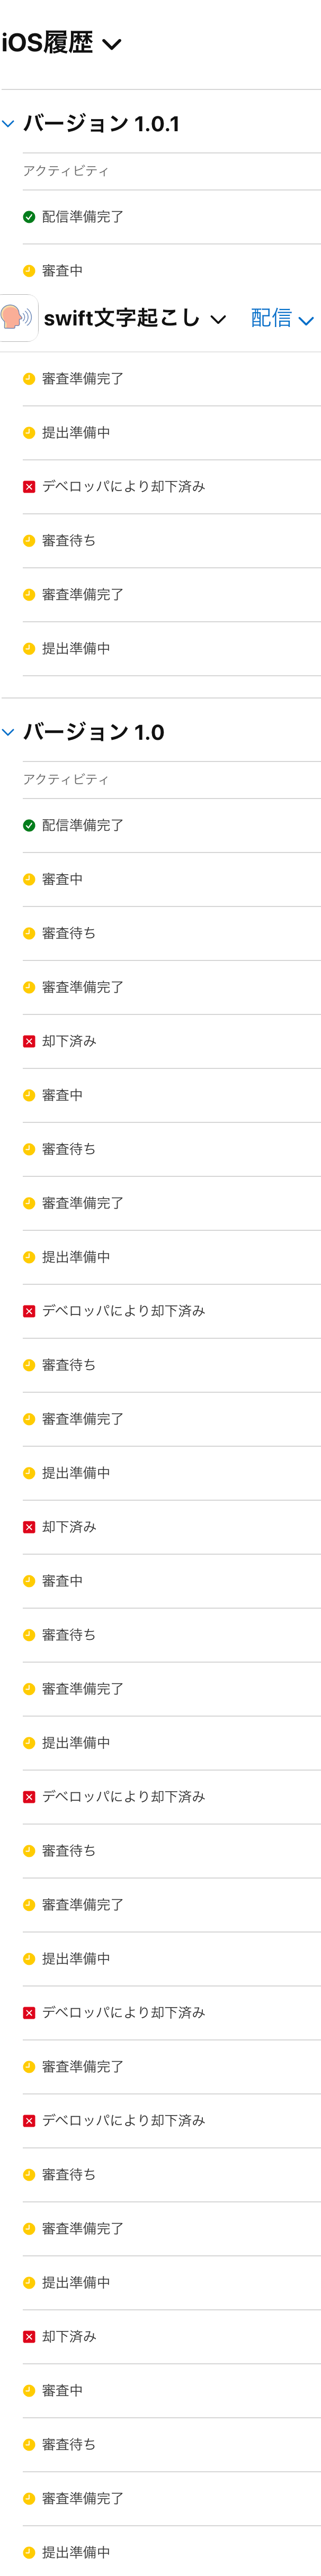 iOS履歴
バージョン 1.0.1
アクティビティ
配信準備完了
審査中
swift文字起こし 配信
審査準備完了
提出準備中
デベロッパにより却下済み
審査待ち
審査準備完了
提出準備中
バージョン 1.0
アクティビティ
配信準備完了
審査中
審査待ち
審査準備完了
却下済み
審査中
審査待ち
審査準備完了
提出準備中
デベロッパにより却下済み
審査待ち
審査準備完了
提出準備中
却下済み
審査中
審査待ち
審査準備完了
提出準備中
デベロッパにより却下済み
審査待ち
審査準備完了
提出準備中
デベロッパにより却下済み
審査準備完了
デベロッパにより却下済み
審査待ち
審査準備完了
提出準備中
却下済み
審査中
審査待ち
審査準備完了
提出準備中